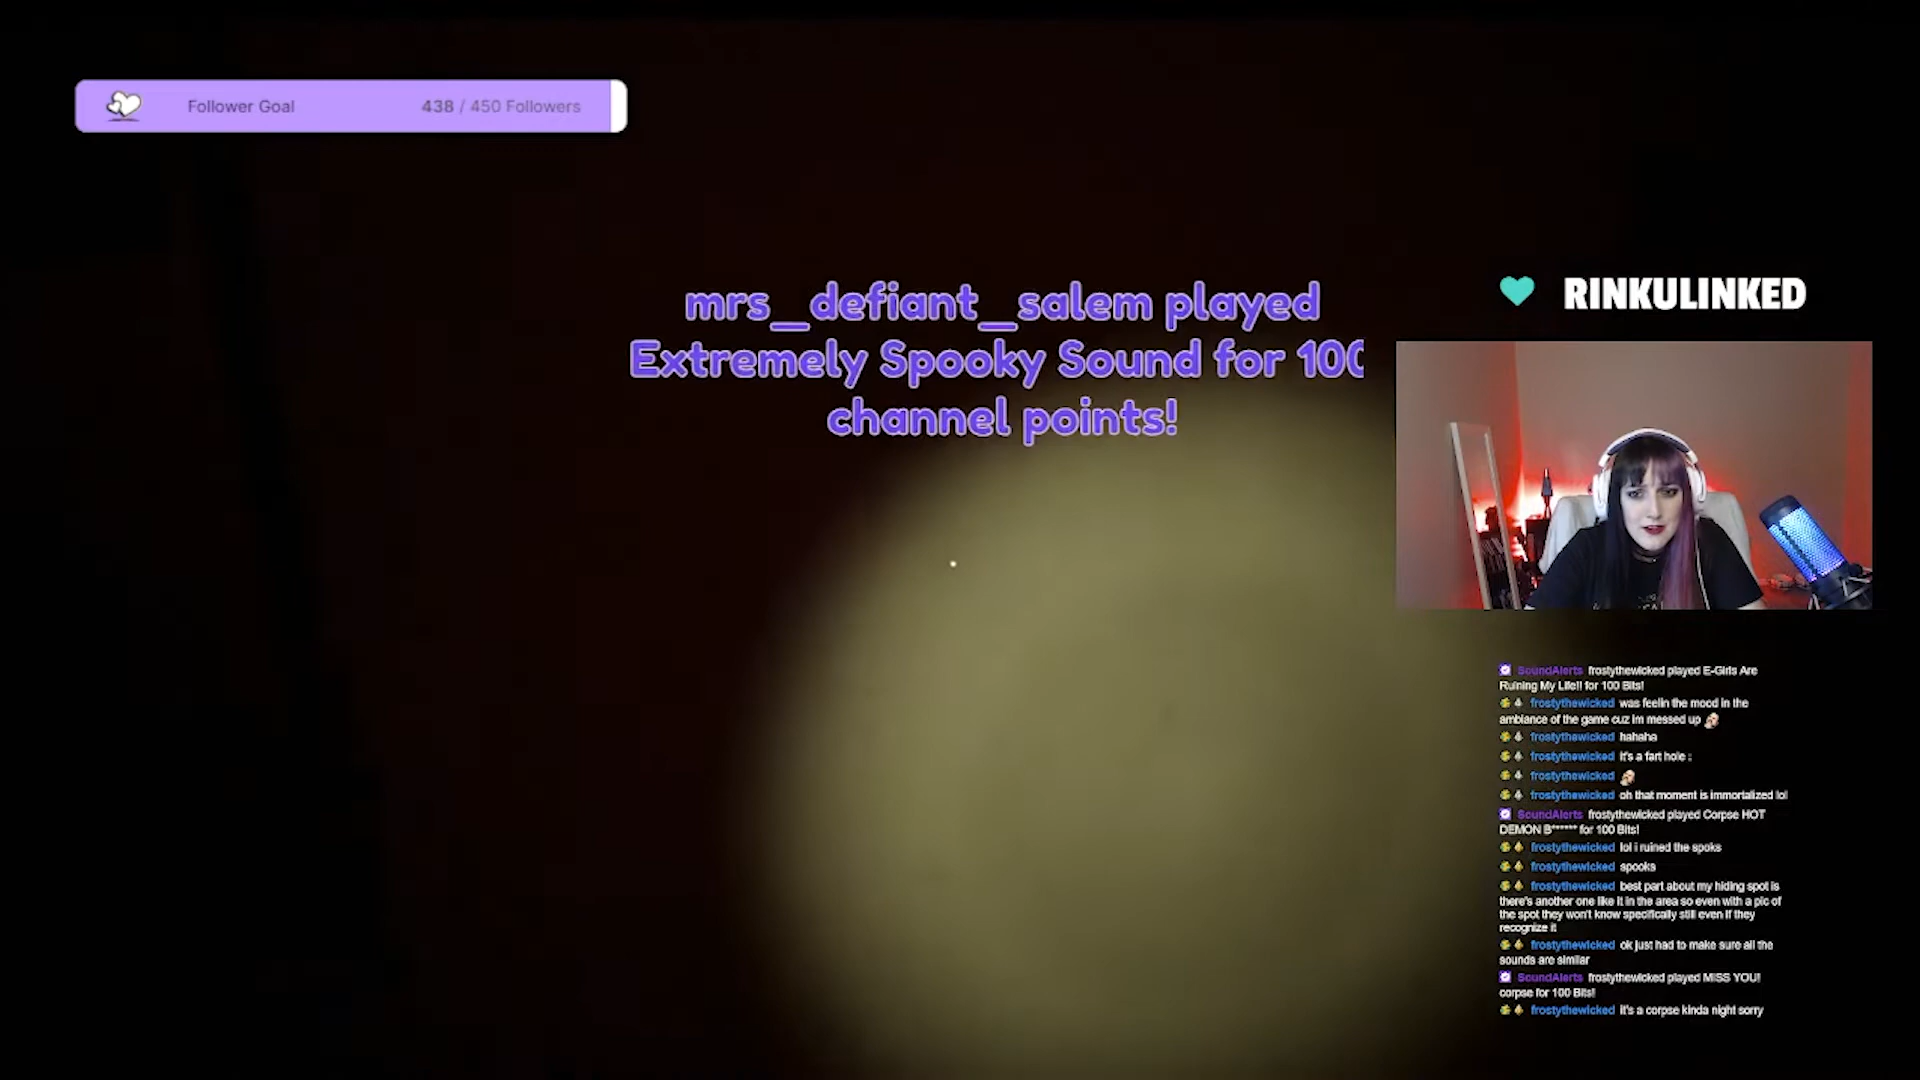 Follower Goal 438 / 450 Followers
mrs_defiant_salem played
Extremely Spooky Sound for 100
channel points!
RINKULINKED
SoundAlerts frostythewicked played E-Girls Are
Ruining My Life!! for 100 Bits!
frostythewicked was feelin the mood in the
ambiance of the game cuz im messed up
frostythewicked hahaha
frostythewicked it's a fart hole :
frostythewicked
frostythewicked oh that moment is immortalized lol
SoundAlerts frostythewicked played Corpse HOT
DEMON B****** for 100 Bits!
frostythewicked lol i ruined the spoks
frostythewicked spooks
frostythewicked best part about my hiding spot is
there's another one like it in the area so even with a pic of
the spot they won't know specifically still even if they
recognize it
frostythewicked ok just had to make sure all the
sounds are similar
SoundAlerts frostythewicked played MISS YOU!
corpse for 100 Bits!
frostythewicked it's a corpse kinda night sorry